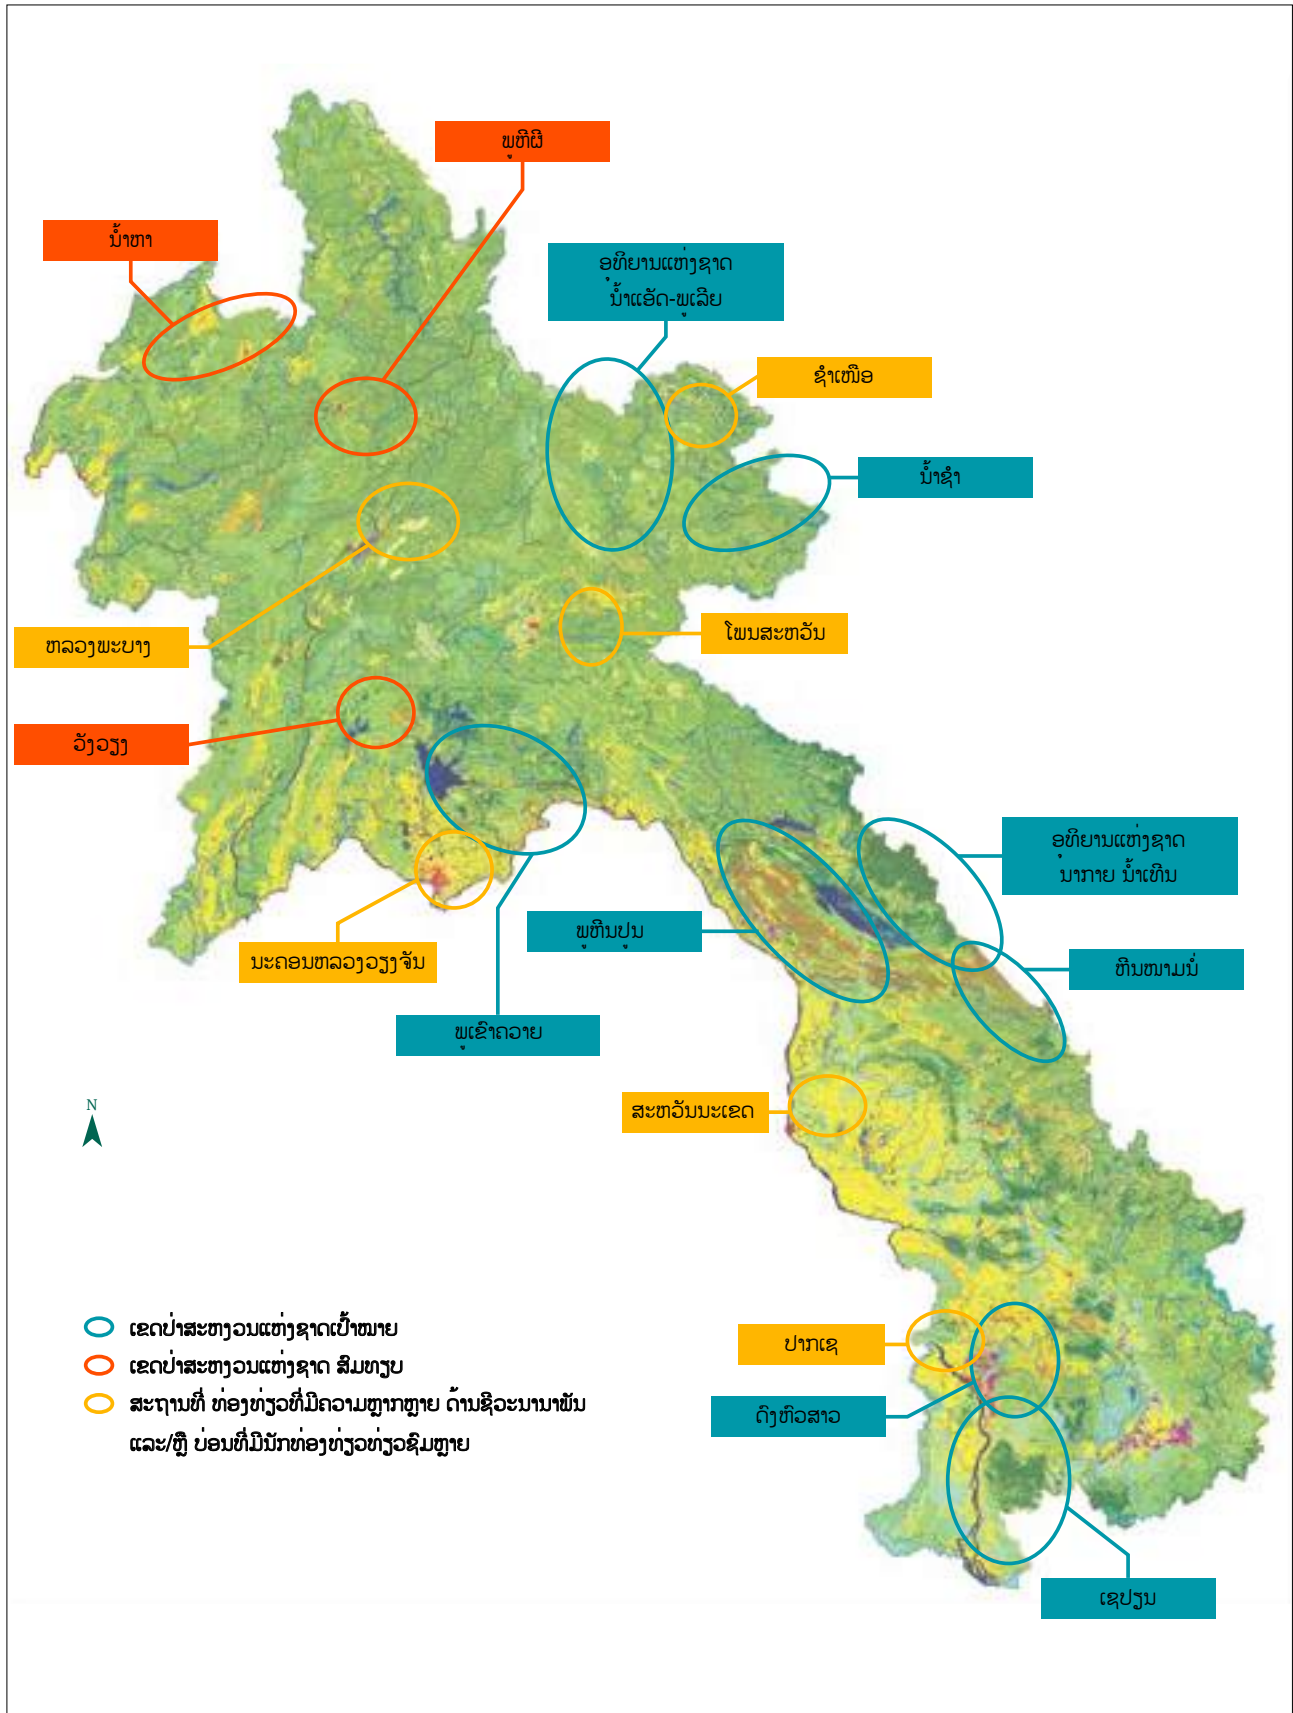 ພູຫີຜີ
ນ້ຳຫາ
ອຸທິຍານແຫ່ງຊາດ
ນ້ຳແອັດ-ພູເລີຍ
ຊຳເໜືອ
ນ້ຳຊຳ
ຫລວງພະບາງ
ໂພນສະຫວັນ
ວັງວຽງ
ອຸທິຍານແຫ່ງຊາດ
ນາກາຍ ນ້ຳເທີນ
ພູຫີນປູນ
ນະຄອນຫລວງວຽງຈັນ
ຫີນໜາມນໍ່
ພູເຂົາຄວາຍ
ສະຫວັນນະເຂດ
N
ປາກເຊ
ດົງຫົວສາວ
ເຊປຽນ
ເຂດປ່າສະຫງວນແຫ່ງຊາດເປົ້າໝາຍ
ເຂດປ່າສະຫງວນແຫ່ງຊາດ ສົມທຽບ
ສະຖານທີ່ ທ່ອງທ່ຽວທີ່ມີຄວາມຫຼາກຫຼາຍ ດ້ານຊີວະນານາພັນ
ແລະ/ຫຼື ບ່ອນທີ່ມີນັກທ່ອງທ່ຽວທ່ຽວຊົມຫຼາຍ